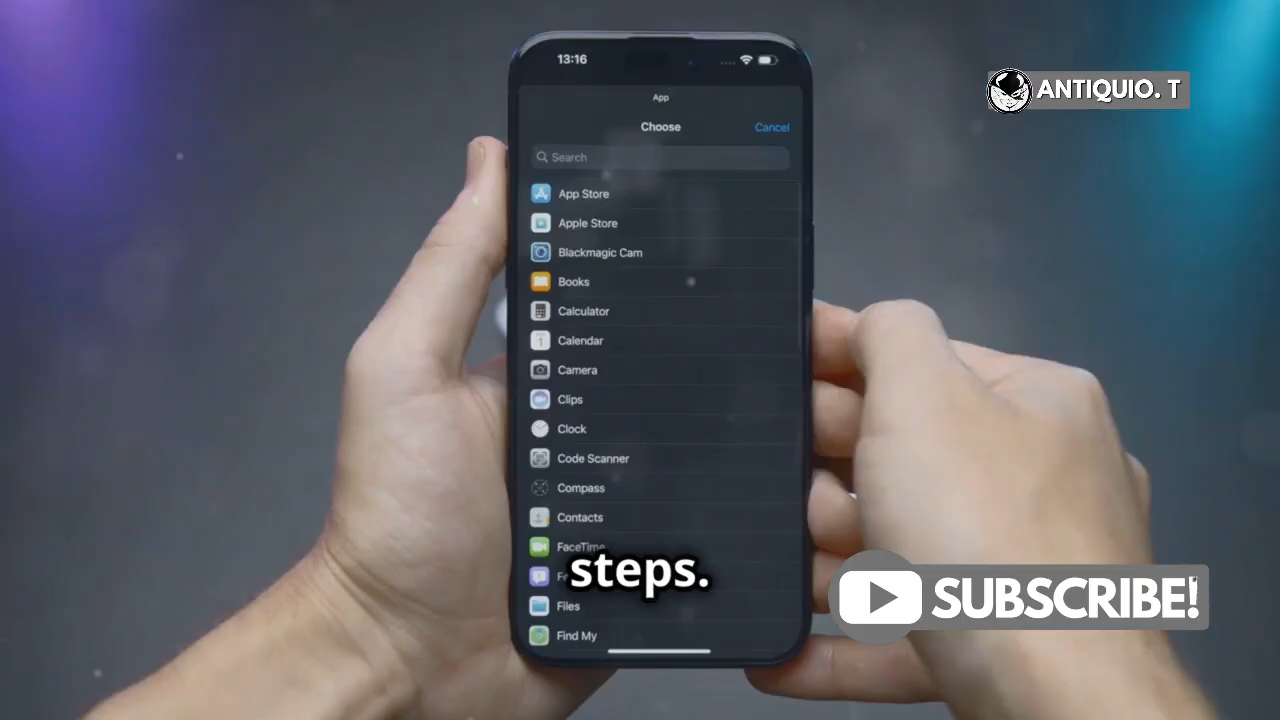 13:16
ANTIQUIO. T
App
Choose
Cancel
Search
App Store
Apple Store
Blackmagic Cam
Books
Calculator
Calendar
1
Camera
Clips
Clock
Code Scanner
Compass
Contacts
FaceTime
steps.
SUBSCRIBE!
Files
Find My